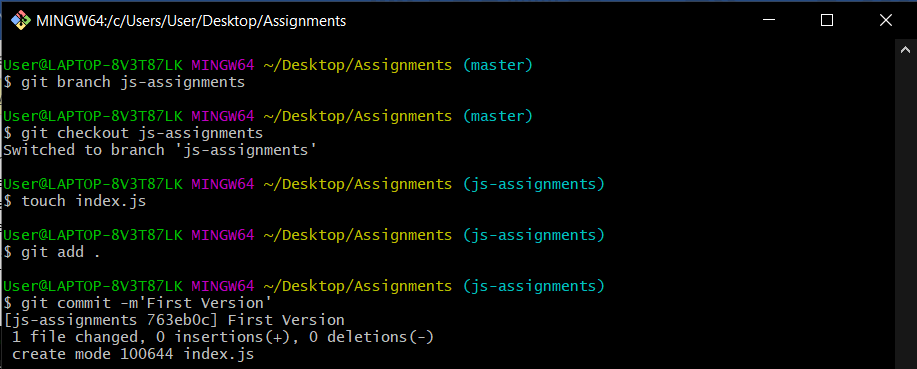 MINGW64:/c/Users/User/Desktop/Assignments
User@LAPTOP-8V3T87LK MINGW64 ~/Desktop/Assignments (master)
$ git branch js-assignments
User@LAPTOP-8V3T87LK MINGW64 ~/Desktop/Assignments (master)
$ git checkout js-assignments
Switched to branch 'js-assignments'
User@LAPTOP-8V3T87LK MINGW64 ~/Desktop/Assignments (js-assignments)
$ touch index.js
User@LAPTOP-8V3T87LK MINGW64 ~/Desktop/Assignments (js-assignments)
$ git add .
User@LAPTOP-8V3T87LK MINGW64 ~/Desktop/Assignments (js-assignments)
$ git commit -m'First Version'
[js-assignments 763eb0c] First Version
 1 file changed, 0 insertions(+), 0 deletions(-)
 create mode 100644 index.js